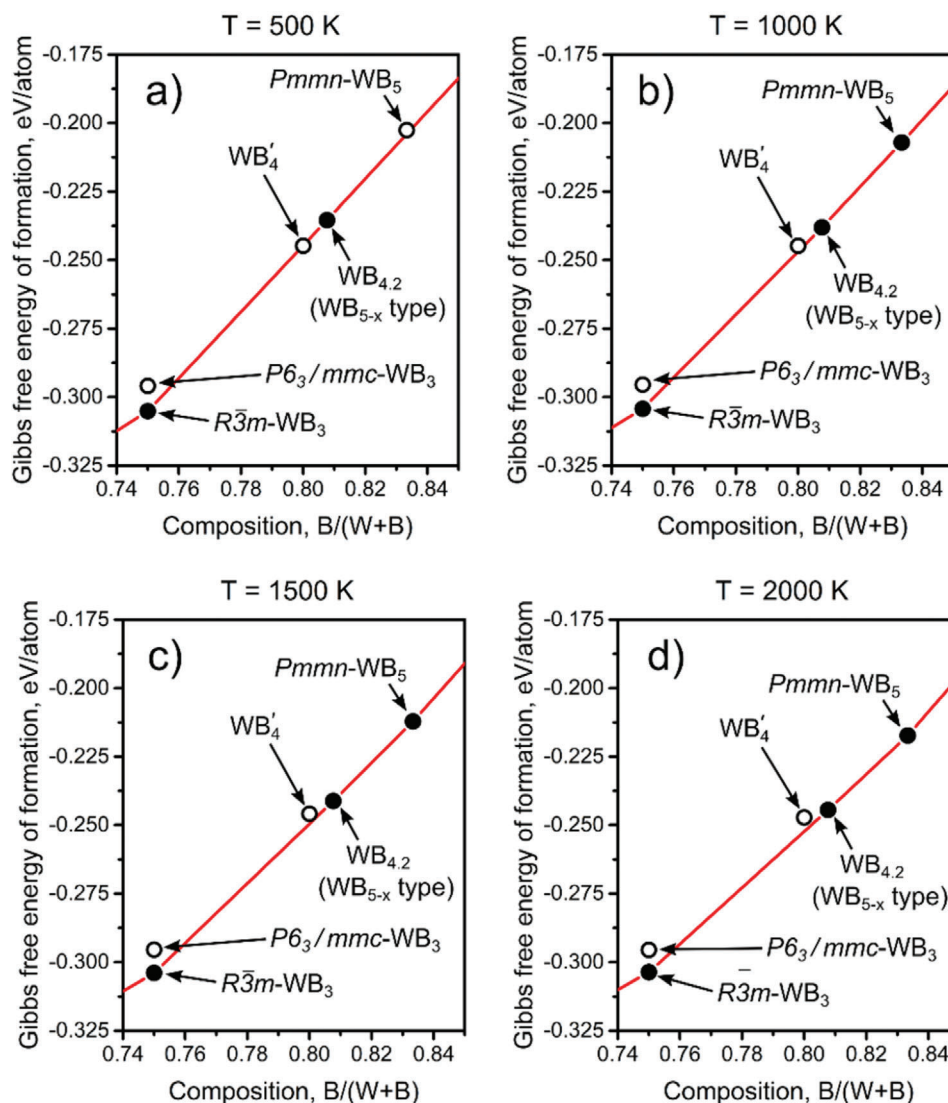 T = 500 K
Gibbs free energy of formation, eV/atom
-0.175
-0.200
-0.225
-0.250
-0.275
-0.300
-0.325
a)
Pmmn-WB₅
WB₄′
WB₄.₂
(WB₅₋ₓ type)
P6₃/mmc-WB₃
R3̅m-WB₃
0.74 0.76 0.78 0.80 0.82 0.84
Composition, B/(W+B)
T = 1000 K
Gibbs free energy of formation, eV/atom
-0.175
-0.200
-0.225
-0.250
-0.275
-0.300
-0.325
b)
Pmmn-WB₅
WB₄′
WB₄.₂
(WB₅₋ₓ type)
P6₃/mmc-WB₃
R3̅m-WB₃
0.74 0.76 0.78 0.80 0.82 0.84
Composition, B/(W+B)
T = 1500 K
Gibbs free energy of formation, eV/atom
-0.175
-0.200
-0.225
-0.250
-0.275
-0.300
-0.325
c)
Pmmn-WB₅
WB₄′
WB₄.₂
(WB₅₋ₓ type)
P6₃/mmc-WB₃
R3̅m-WB₃
0.74 0.76 0.78 0.80 0.82 0.84
Composition, B/(W+B)
T = 2000 K
Gibbs free energy of formation, eV/atom
-0.175
-0.200
-0.225
-0.250
-0.275
-0.300
-0.325
d)
Pmmn-WB₅
WB₄′
WB₄.₂
(WB₅₋ₓ type)
P6₃/mmc-WB₃
R3̅m-WB₃
0.74 0.76 0.78 0.80 0.82 0.84
Composition, B/(W+B)